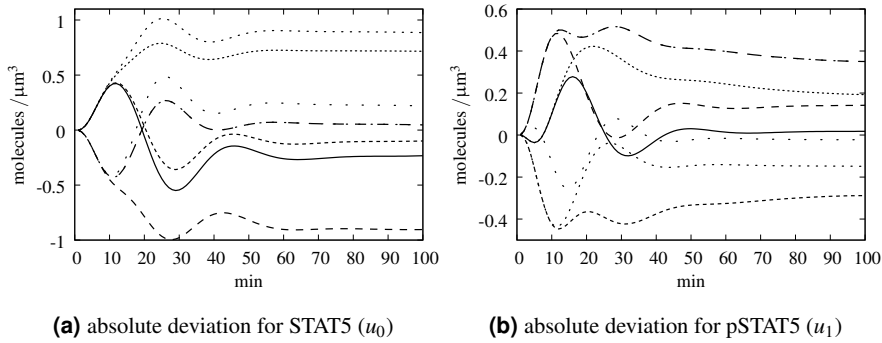 1
0.5
0
-0.5
-1
molecules /μm³
0 10 20 30 40 50 60 70 80 90 100
min
(a) absolute deviation for STAT5 (u₀)
0.6
0.4
0.2
0
-0.2
-0.4
molecules /μm³
0 10 20 30 40 50 60 70 80 90 100
min
(b) absolute deviation for pSTAT5 (u₁)